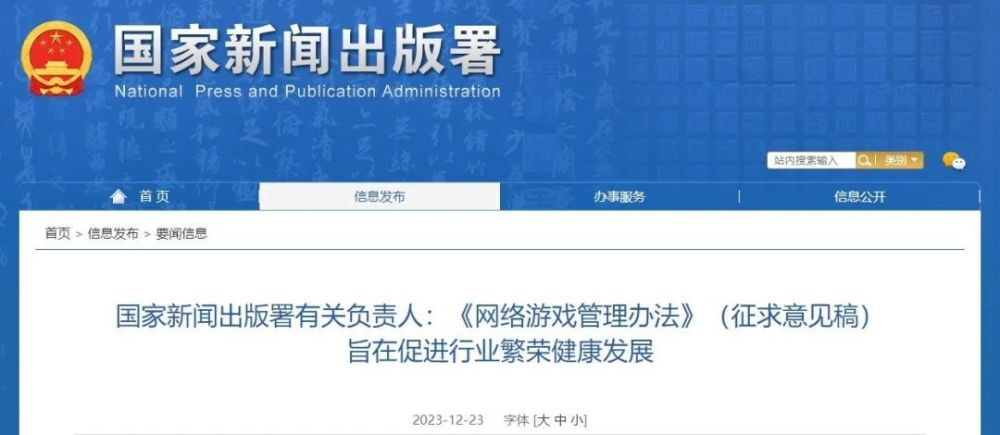 国家新闻出版署
National Press and Publication Administration
站内搜索输入 类别
首页 信息发布 办事服务 信息公开
首页 > 信息发布 > 要闻信息
国家新闻出版署有关负责人：《网络游戏管理办法》（征求意见稿）
旨在促进行业繁荣健康发展
2023-12-23 字体 [大 中 小]